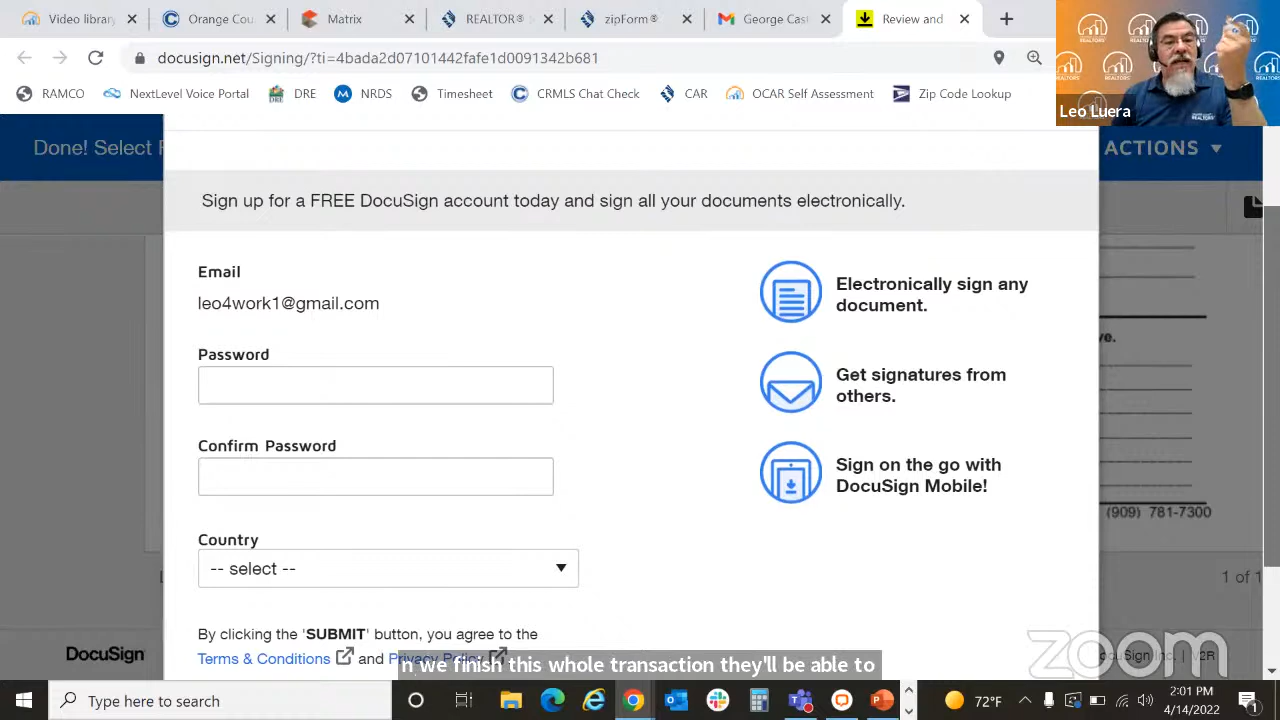 Video library
Orange Cou
Matrix
REALTOR®
zipForm®
George Cast
Review and
docusign.net/Signing/?ti=4bada2d07101442fafe1d0091342b681
RAMCO
NextLevel Voice Portal
DRE
NRDS
Timesheet
CRMLS Chat Check
CAR
OCAR Self Assessment
Zip Code Lookup
Leo Luera
Done! Select
ACTIONS
Sign up for a FREE DocuSign account today and sign all your documents electronically.
Email
leo4work1@gmail.com
Password
Confirm Password
Country
-- select --
By clicking the 'SUBMIT' button, you agree to the
Terms & Conditions and Privacy Policy
Electronically sign any
document.
Get signatures from
others.
Sign on the go with
DocuSign Mobile!
ve.
(909) 781-7300
1 of 1
DocuSign
V2R
zoom
we finish this whole transaction they'll be able to
Type here to search
72°F
2:01 PM
4/14/2022
1